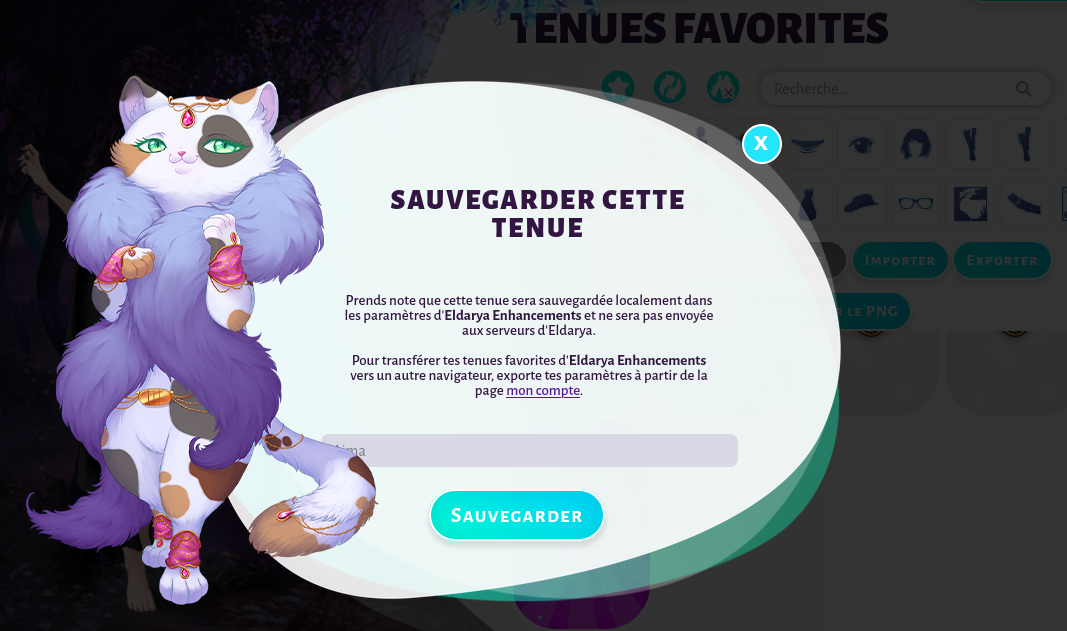 TENUES FAVORITES
Recherche...
X
SAUVEGARDER CETTE
TENUE
Importer
Exporter
le PNG
Prends note que cette tenue sera sauvegardée localement dans
les paramètres d'Eldarya Enhancements et ne sera pas envoyée
aux serveurs d'Eldarya.
Pour transférer tes tenues favorites d'Eldarya Enhancements
vers un autre navigateur, exporte tes paramètres à partir de la
page mon compte.
Sauvegarder